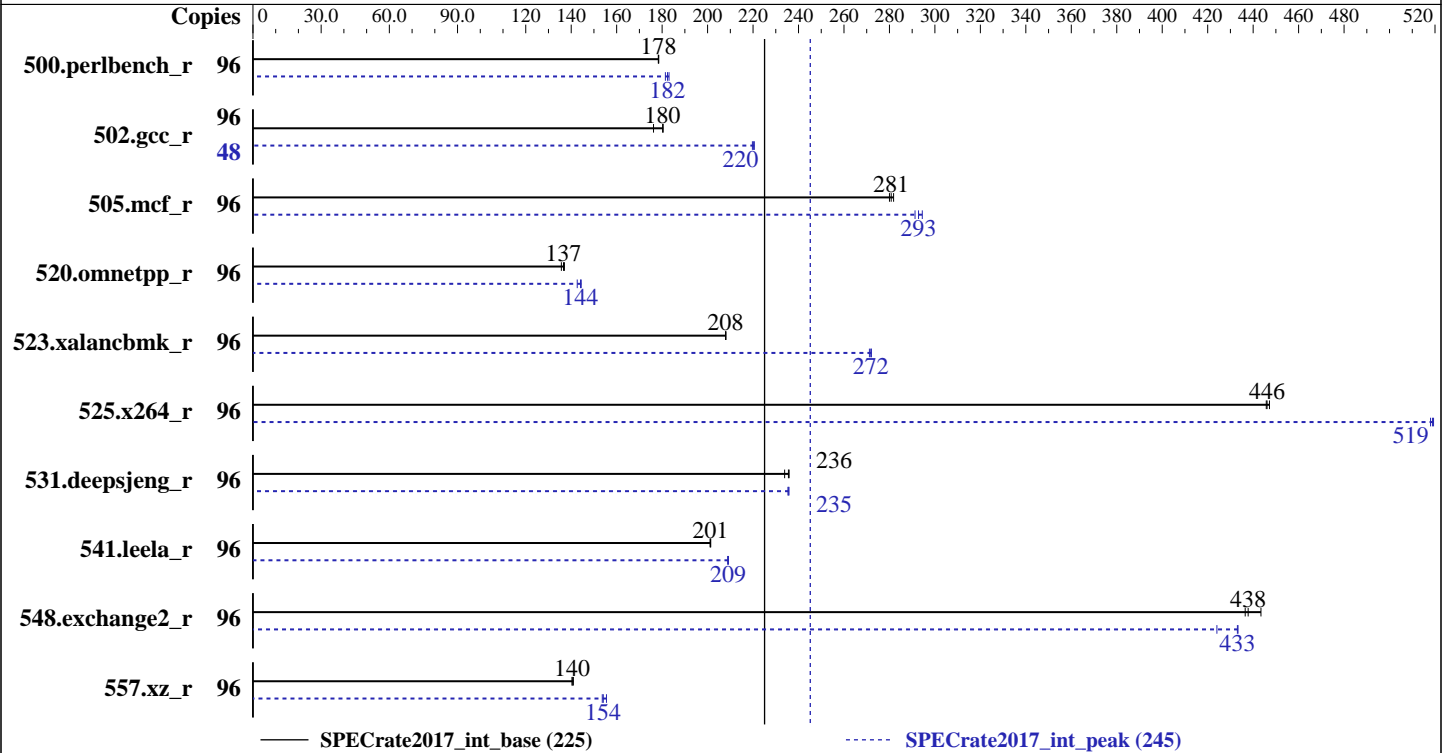 Copies 0 30.0 60.0 90.0 120 140 160 180 200 220 240 260 280 300 320 340 360 380 400 420 440 460 480 520
178
500.perlbench_r 96
182
96 180
502.gcc_r
48 220
281
505.mcf_r 96
293
137
520.omnetpp_r 96
144
208
523.xalancbmk_r 96
272
446
525.x264_r 96
519
236
531.deepsjeng_r 96
235
201
541.leela_r 96
209
438
548.exchange2_r 96
433
140
557.xz_r 96
154
SPECrate2017_int_base (225) SPECrate2017_int_peak (245)